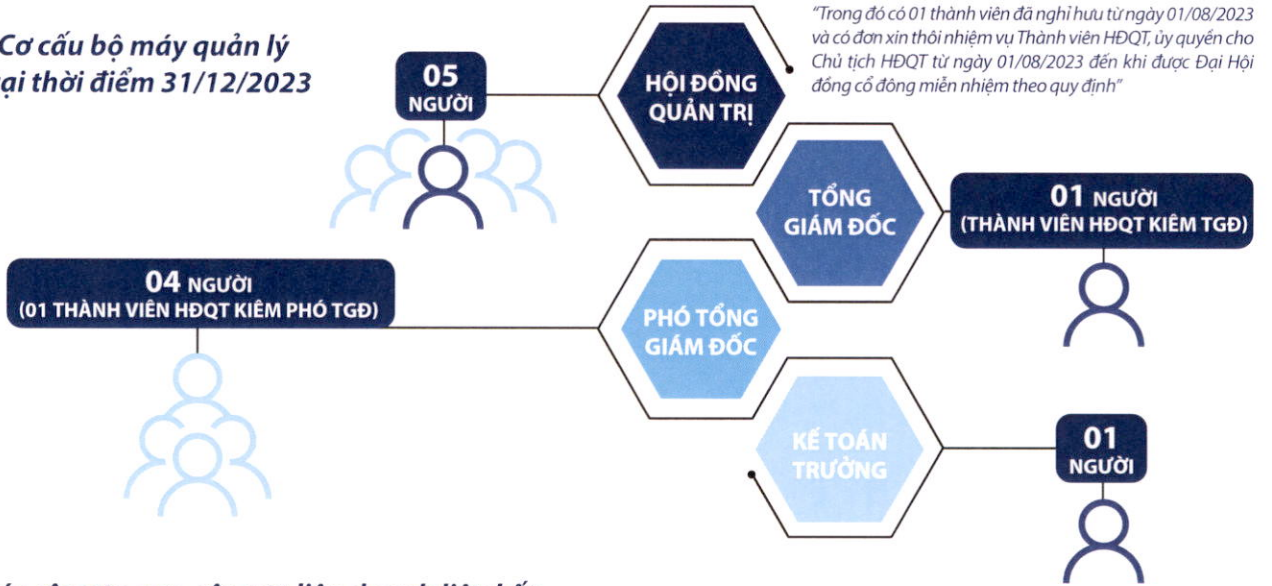 Cơ cấu bộ máy quản lý
tại thời điểm 31/12/2023
05
NGƯỜI
HỘI ĐỒNG
QUẢN TRỊ
"Trong đó có 01 thành viên đã nghỉ hưu từ ngày 01/08/2023
và có đơn xin thôi nhiệm vụ Thành viên HĐQT, ủy quyền cho
Chủ tịch HĐQT từ ngày 01/08/2023 đến khi được Đại Hội
đồng cổ đông miễn nhiệm theo quy định"
TỔNG
GIÁM ĐỐC
01 NGƯỜI
(THÀNH VIÊN HĐQT KIÊM TGĐ)
04 NGƯỜI
(01 THÀNH VIÊN HĐQT KIÊM PHÓ TGĐ)
PHÓ TỔNG
GIÁM ĐỐC
KẾ TOÁN
TRƯỞNG
01
NGƯỜI